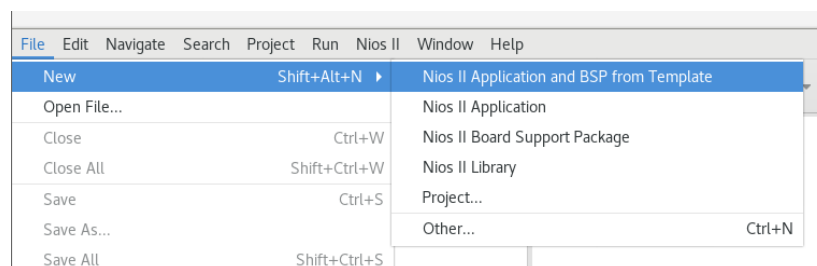 File Edit Navigate Search Project Run Nios II Window Help
New Shift+Alt+N Nios II Application and BSP from Template
Open File... Nios II Application
Close Ctrl+W Nios II Board Support Package
Close All Shift+Ctrl+W Nios II Library
Save Ctrl+S Project...
Save As... Other... Ctrl+N
Save All Shift+Ctrl+S